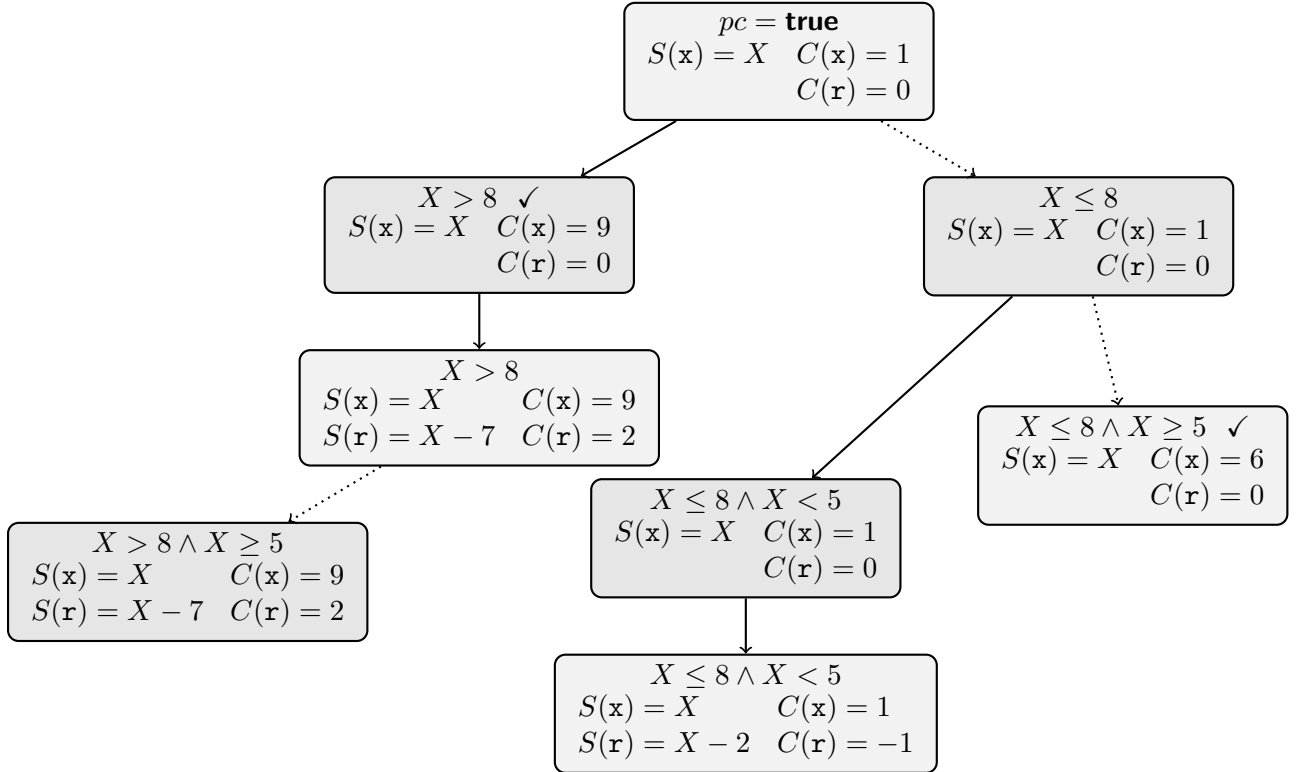 pc = true
S(x) = X C(x) = 1
C(r) = 0
X > 8 ✓
S(x) = X C(x) = 9
C(r) = 0
X ≤ 8
S(x) = X C(x) = 1
C(r) = 0
X > 8
S(x) = X C(x) = 9
S(r) = X − 7 C(r) = 2
X ≤ 8 ∧ X ≥ 5 ✓
S(x) = X C(x) = 6
C(r) = 0
X ≤ 8 ∧ X < 5
S(x) = X C(x) = 1
C(r) = 0
X > 8 ∧ X ≥ 5
S(x) = X C(x) = 9
S(r) = X − 7 C(r) = 2
X ≤ 8 ∧ X < 5
S(x) = X C(x) = 1
S(r) = X − 2 C(r) = −1